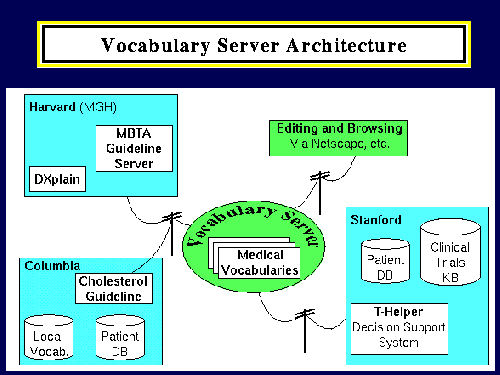 Vocabulary Server Architecture
Harvard (MGH)
MBTA
Guideline
Server
DXplain
Editing and Browsing
Via Netscape, etc.
Vocabulary Server
Medical
Vocabularies
Stanford
Patient
DB
Clinical
Trials
KB
T-Helper
Decision Support
System
Columbia
Cholesterol
Guideline
Local
Vocab.
Patient
DB